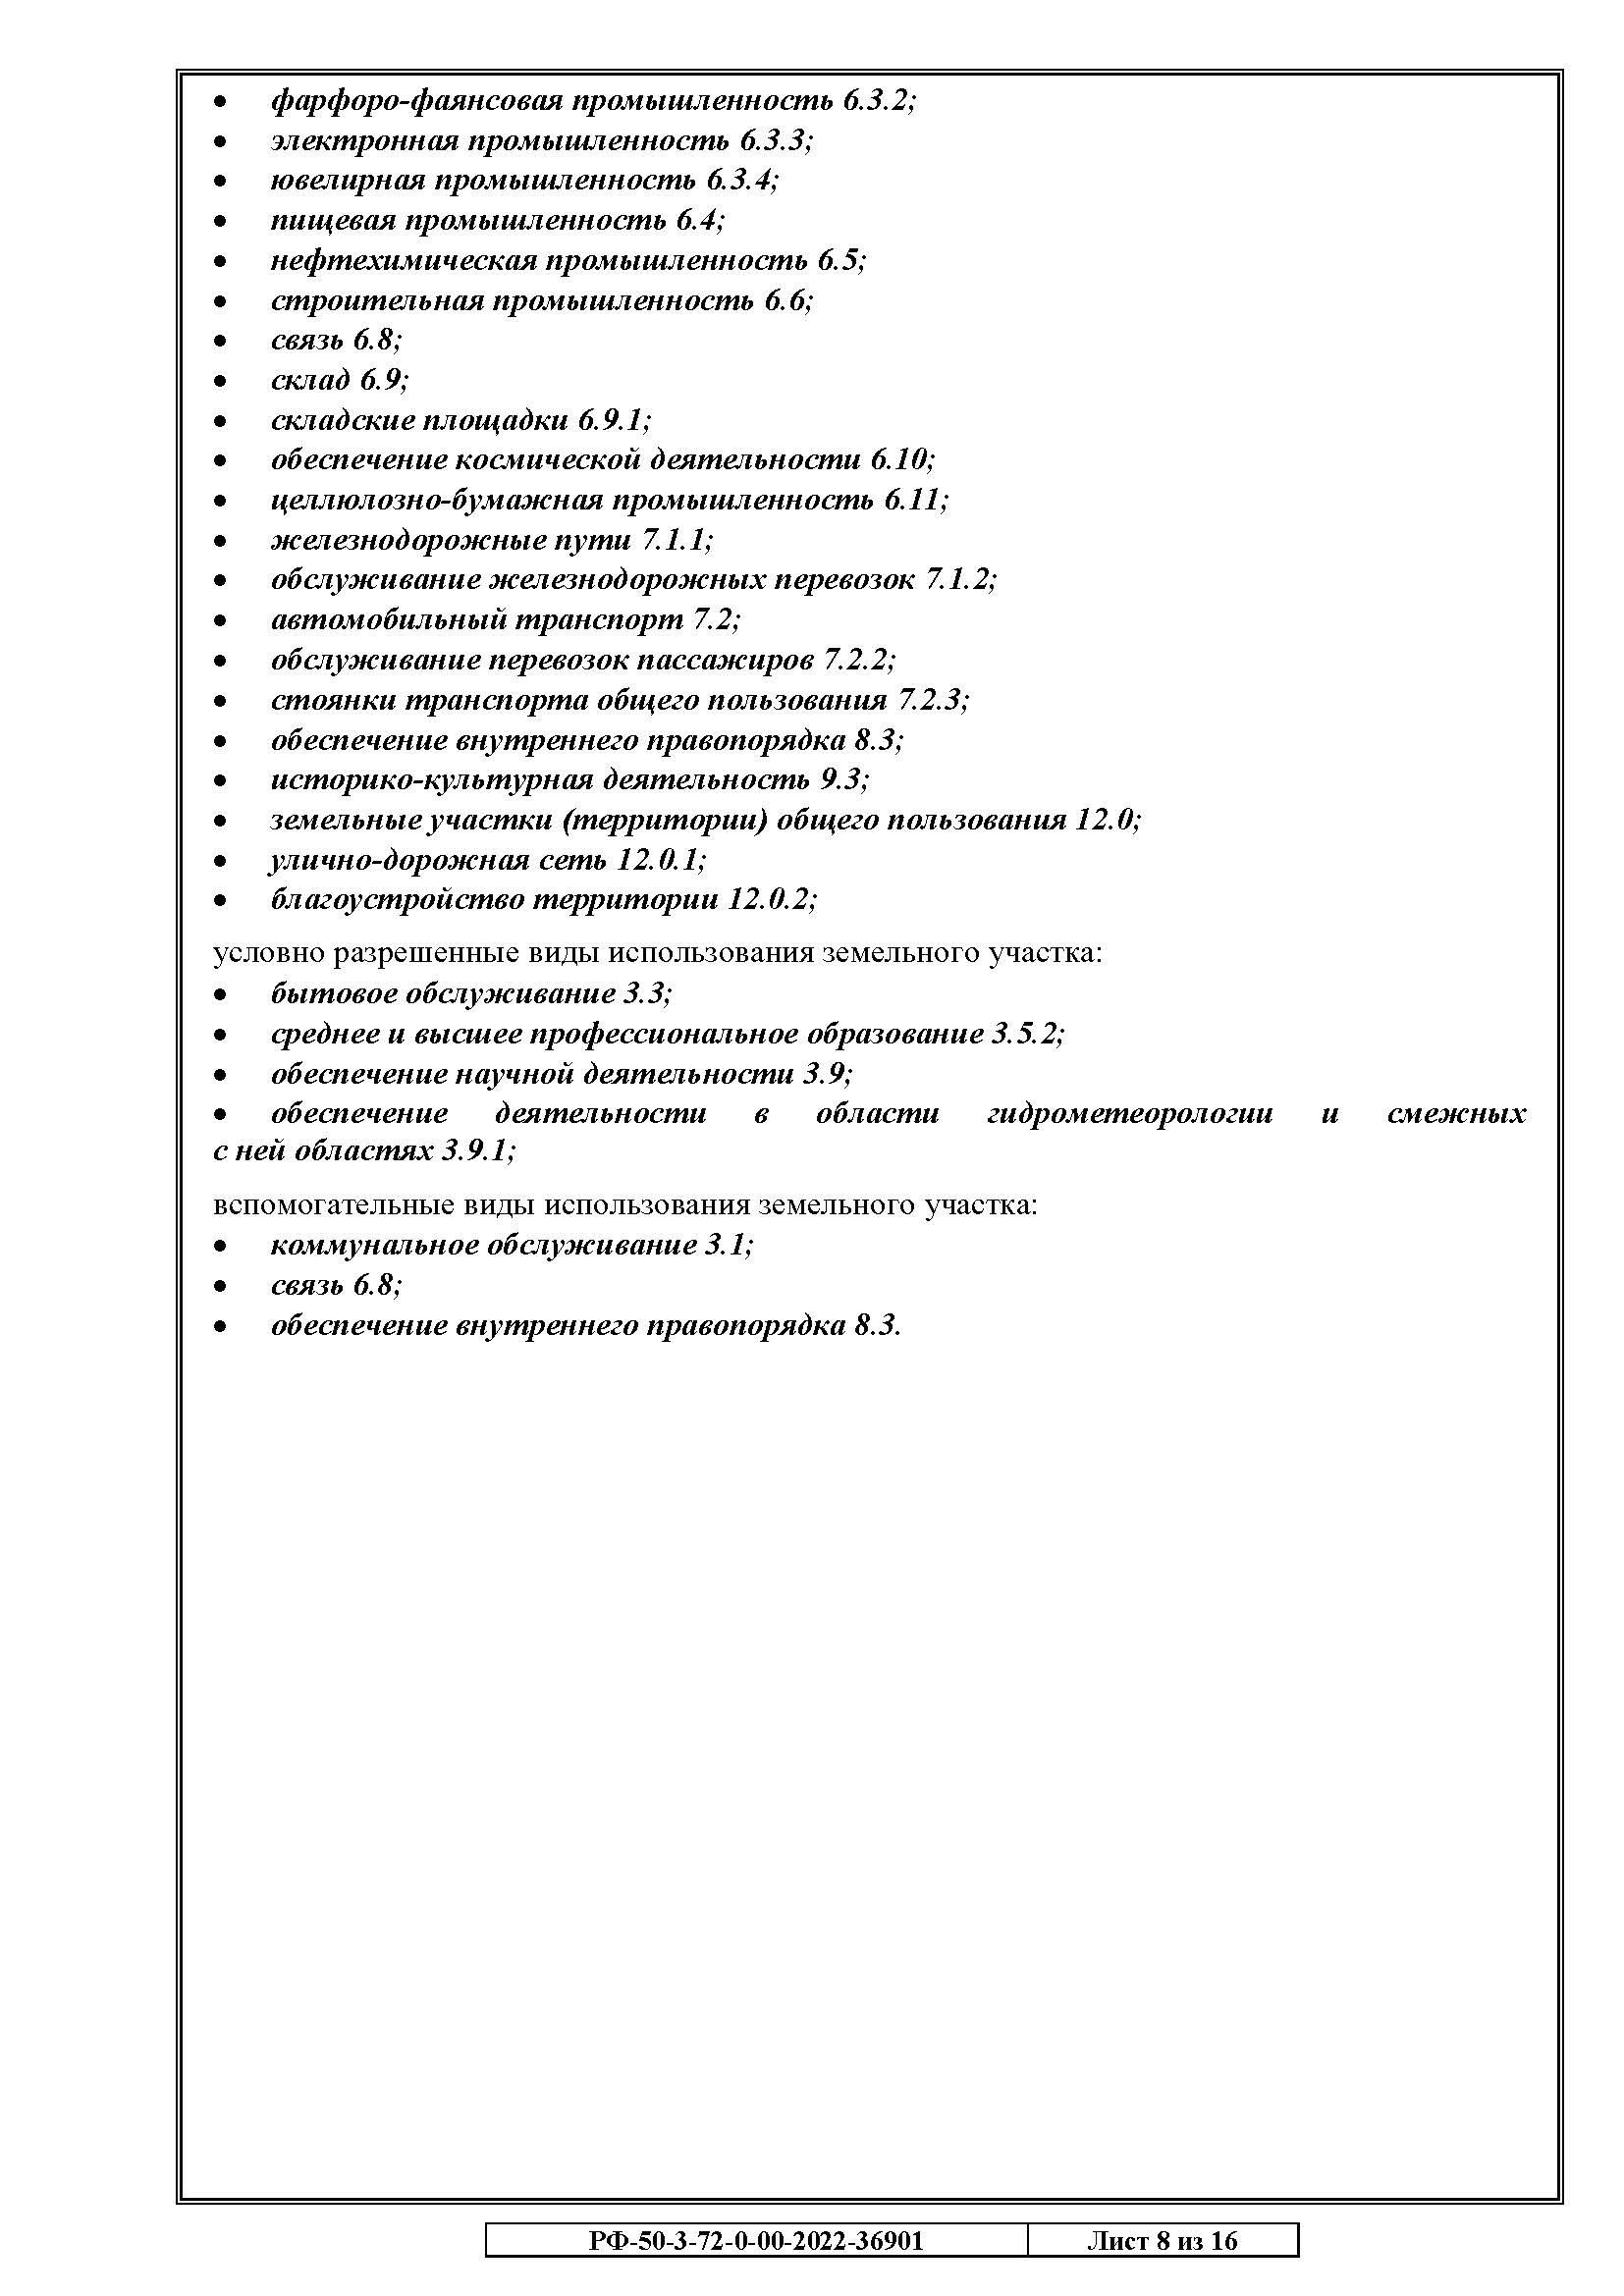 • фарфоро-фаянсовая промышленность 6.3.2;
• электронная промышленность 6.3.3;
• ювелирная промышленность 6.3.4;
• пищевая промышленность 6.4;
• нефтехимическая промышленность 6.5;
• строительная промышленность 6.6;
• связь 6.8;
• склад 6.9;
• складские площадки 6.9.1;
• обеспечение космической деятельности 6.10;
• целлюлозно-бумажная промышленность 6.11;
• железнодорожные пути 7.1.1;
• обслуживание железнодорожных перевозок 7.1.2;
• автомобильный транспорт 7.2;
• обслуживание перевозок пассажиров 7.2.2;
• стоянки транспорта общего пользования 7.2.3;
• обеспечение внутреннего правопорядка 8.3;
• историко-культурная деятельность 9.3;
• земельные участки (территории) общего пользования 12.0;
• улично-дорожная сеть 12.0.1;
• благоустройство территории 12.0.2;
условно разрешенные виды использования земельного участка:
• бытовое обслуживание 3.3;
• среднее и высшее профессиональное образование 3.5.2;
• обеспечение научной деятельности 3.9;
• обеспечение деятельности в области гидрометеорологии и смежных
с ней областях 3.9.1;
вспомогательные виды использования земельного участка:
• коммунальное обслуживание 3.1;
• связь 6.8;
• обеспечение внутреннего правопорядка 8.3.
РФ-50-3-72-0-00-2022-36901 Лист 8 из 16